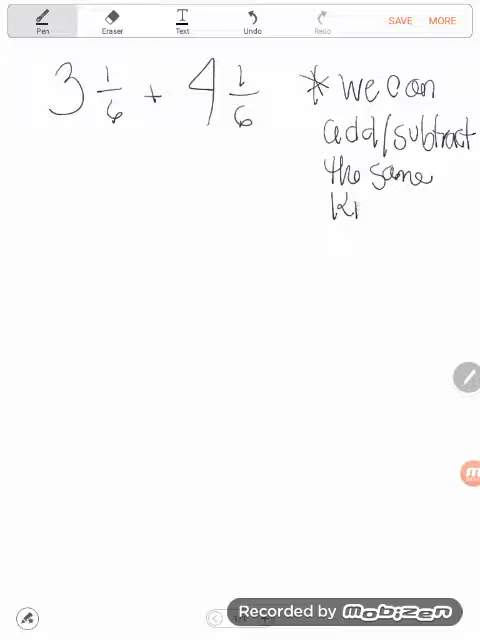 Pen Eraser Text Undo Redo SAVE MORE
3 1/6 + 4 1/6 * we can
add/subtract
the same
Ki
Recorded by mobizen